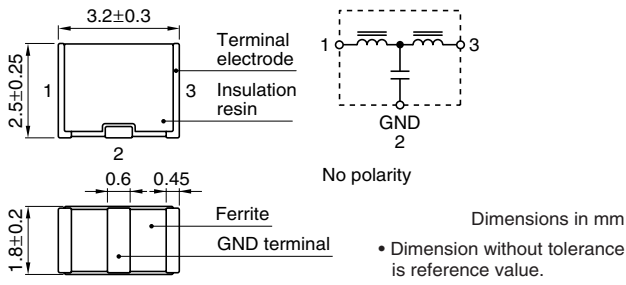 3.2±0.3
2.5±0.25
1
3
Terminal
electrode
Insulation
resin
2
1
3
GND
2
No polarity
0.6
0.45
1.8±0.2
Ferrite
GND terminal
Dimensions in mm
• Dimension without tolerance
is reference value.